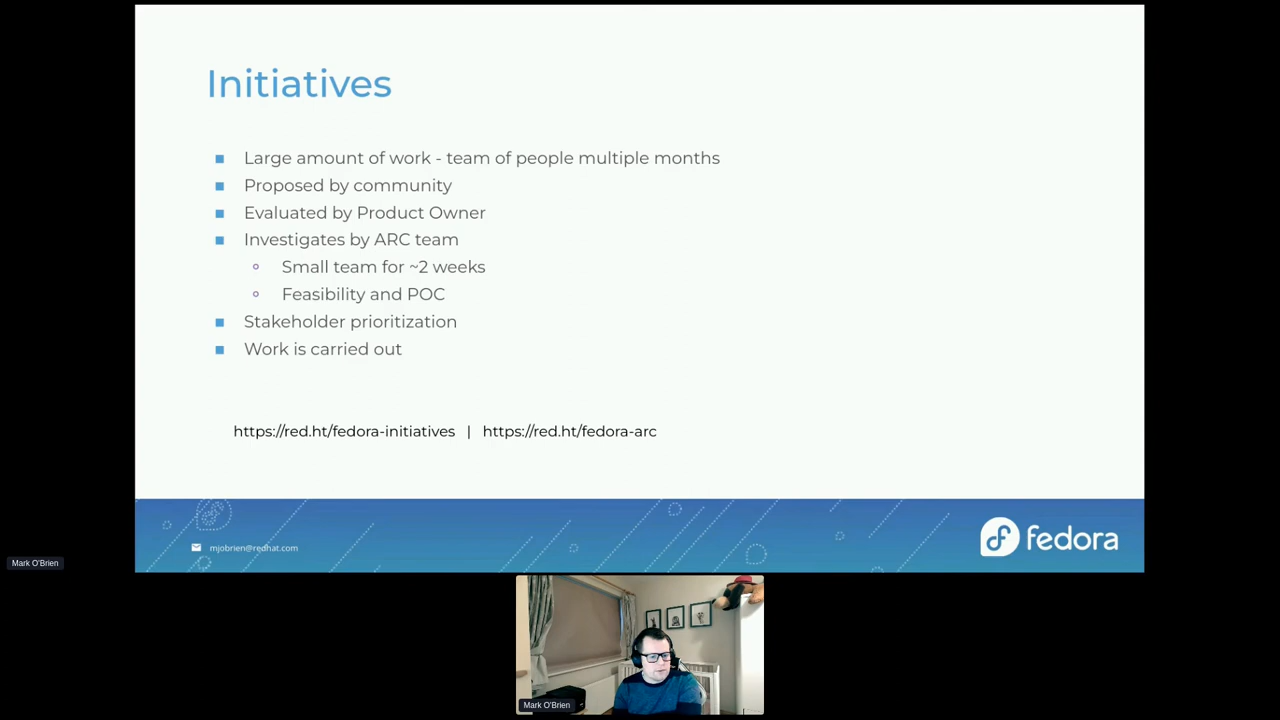 Initiatives
Large amount of work - team of people multiple months
Proposed by community
Evaluated by Product Owner
Investigates by ARC team
Small team for ~2 weeks
Feasibility and POC
Stakeholder prioritization
Work is carried out
https://red.ht/fedora-initiatives | https://red.ht/fedora-arc
mjobrien@redhat.com
fedora
Mark O'Brien
Mark O'Brien